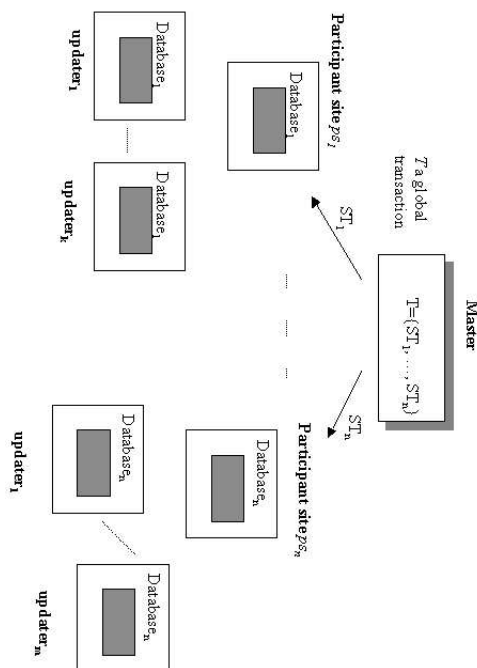 Master
T={ST1, ..., STn}
T a global
transaction
ST1
STn
Participant site ps1
Database1
Participant site psn
Databasen
Database1
updater1
Database1
updaterk
Databasen
updater1
Databasen
updaterm